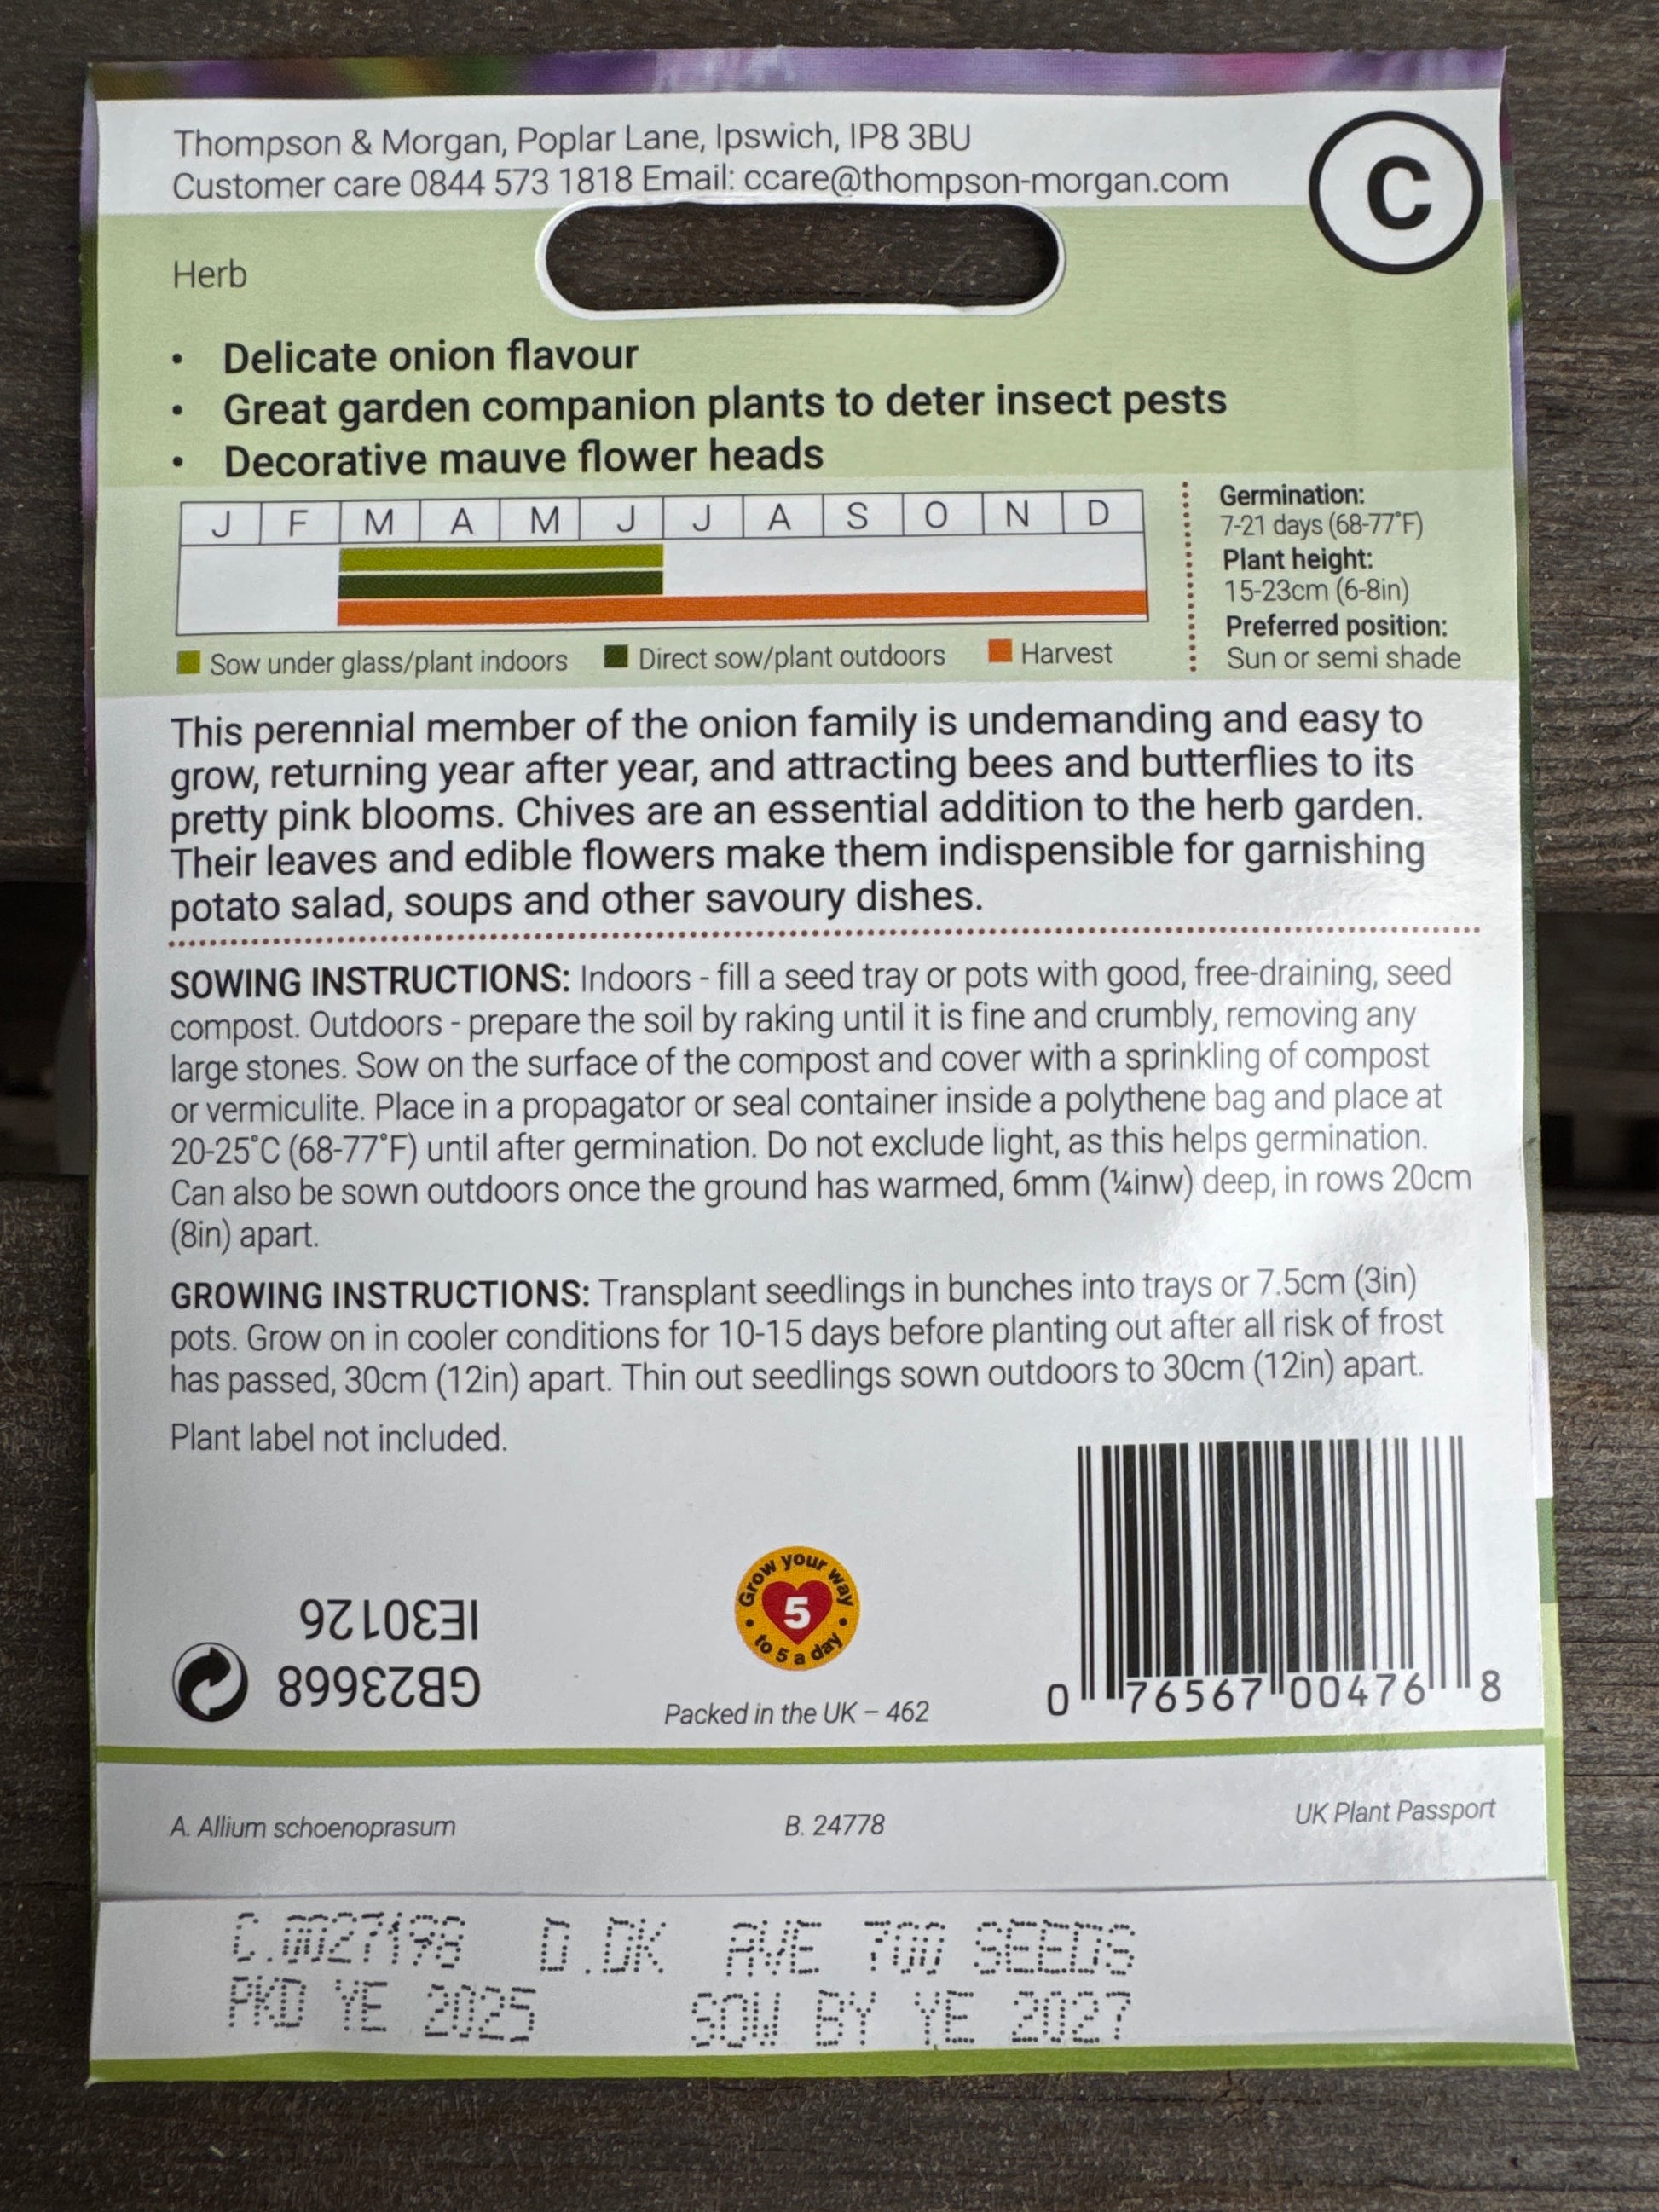 Thompson & Morgan, Poplar Lane, Ipswich, IP8 3BU
Customer care 0844 573 1818 Email: ccare@thompson-morgan.com
C
Herb
• Delicate onion flavour
• Great garden companion plants to deter insect pests
• Decorative mauve flower heads
J F M A M J J A S O N D
Sow under glass/plant indoors Direct sow/plant outdoors Harvest
Germination:
7-21 days (68-77°F)
Plant height:
15-23cm (6-8in)
Preferred position:
Sun or semi shade
This perennial member of the onion family is undemanding and easy to
grow, returning year after year, and attracting bees and butterflies to its
pretty pink blooms. Chives are an essential addition to the herb garden.
Their leaves and edible flowers make them indispensible for garnishing
potato salad, soups and other savoury dishes.
SOWING INSTRUCTIONS: Indoors - fill a seed tray or pots with good, free-draining, seed
compost. Outdoors - prepare the soil by raking until it is fine and crumbly, removing any
large stones. Sow on the surface of the compost and cover with a sprinkling of compost
or vermiculite. Place in a propagator or seal container inside a polythene bag and place at
20-25°C (68-77°F) until after germination. Do not exclude light, as this helps germination.
Can also be sown outdoors once the ground has warmed, 6mm (¼inw) deep, in rows 20cm
(8in) apart.
GROWING INSTRUCTIONS: Transplant seedlings in bunches into trays or 7.5cm (3in)
pots. Grow on in cooler conditions for 10-15 days before planting out after all risk of frost
has passed, 30cm (12in) apart. Thin out seedlings sown outdoors to 30cm (12in) apart.
Plant label not included.
GB23668
IE30126
Grow your way
5
to 5 a day
Packed in the UK – 462
0 76567 00476 8
A. Allium schoenoprasum B. 24778 UK Plant Passport
D.DK AVE 700 SEEDS
PKD YE 2025 SOW BY YE 2027